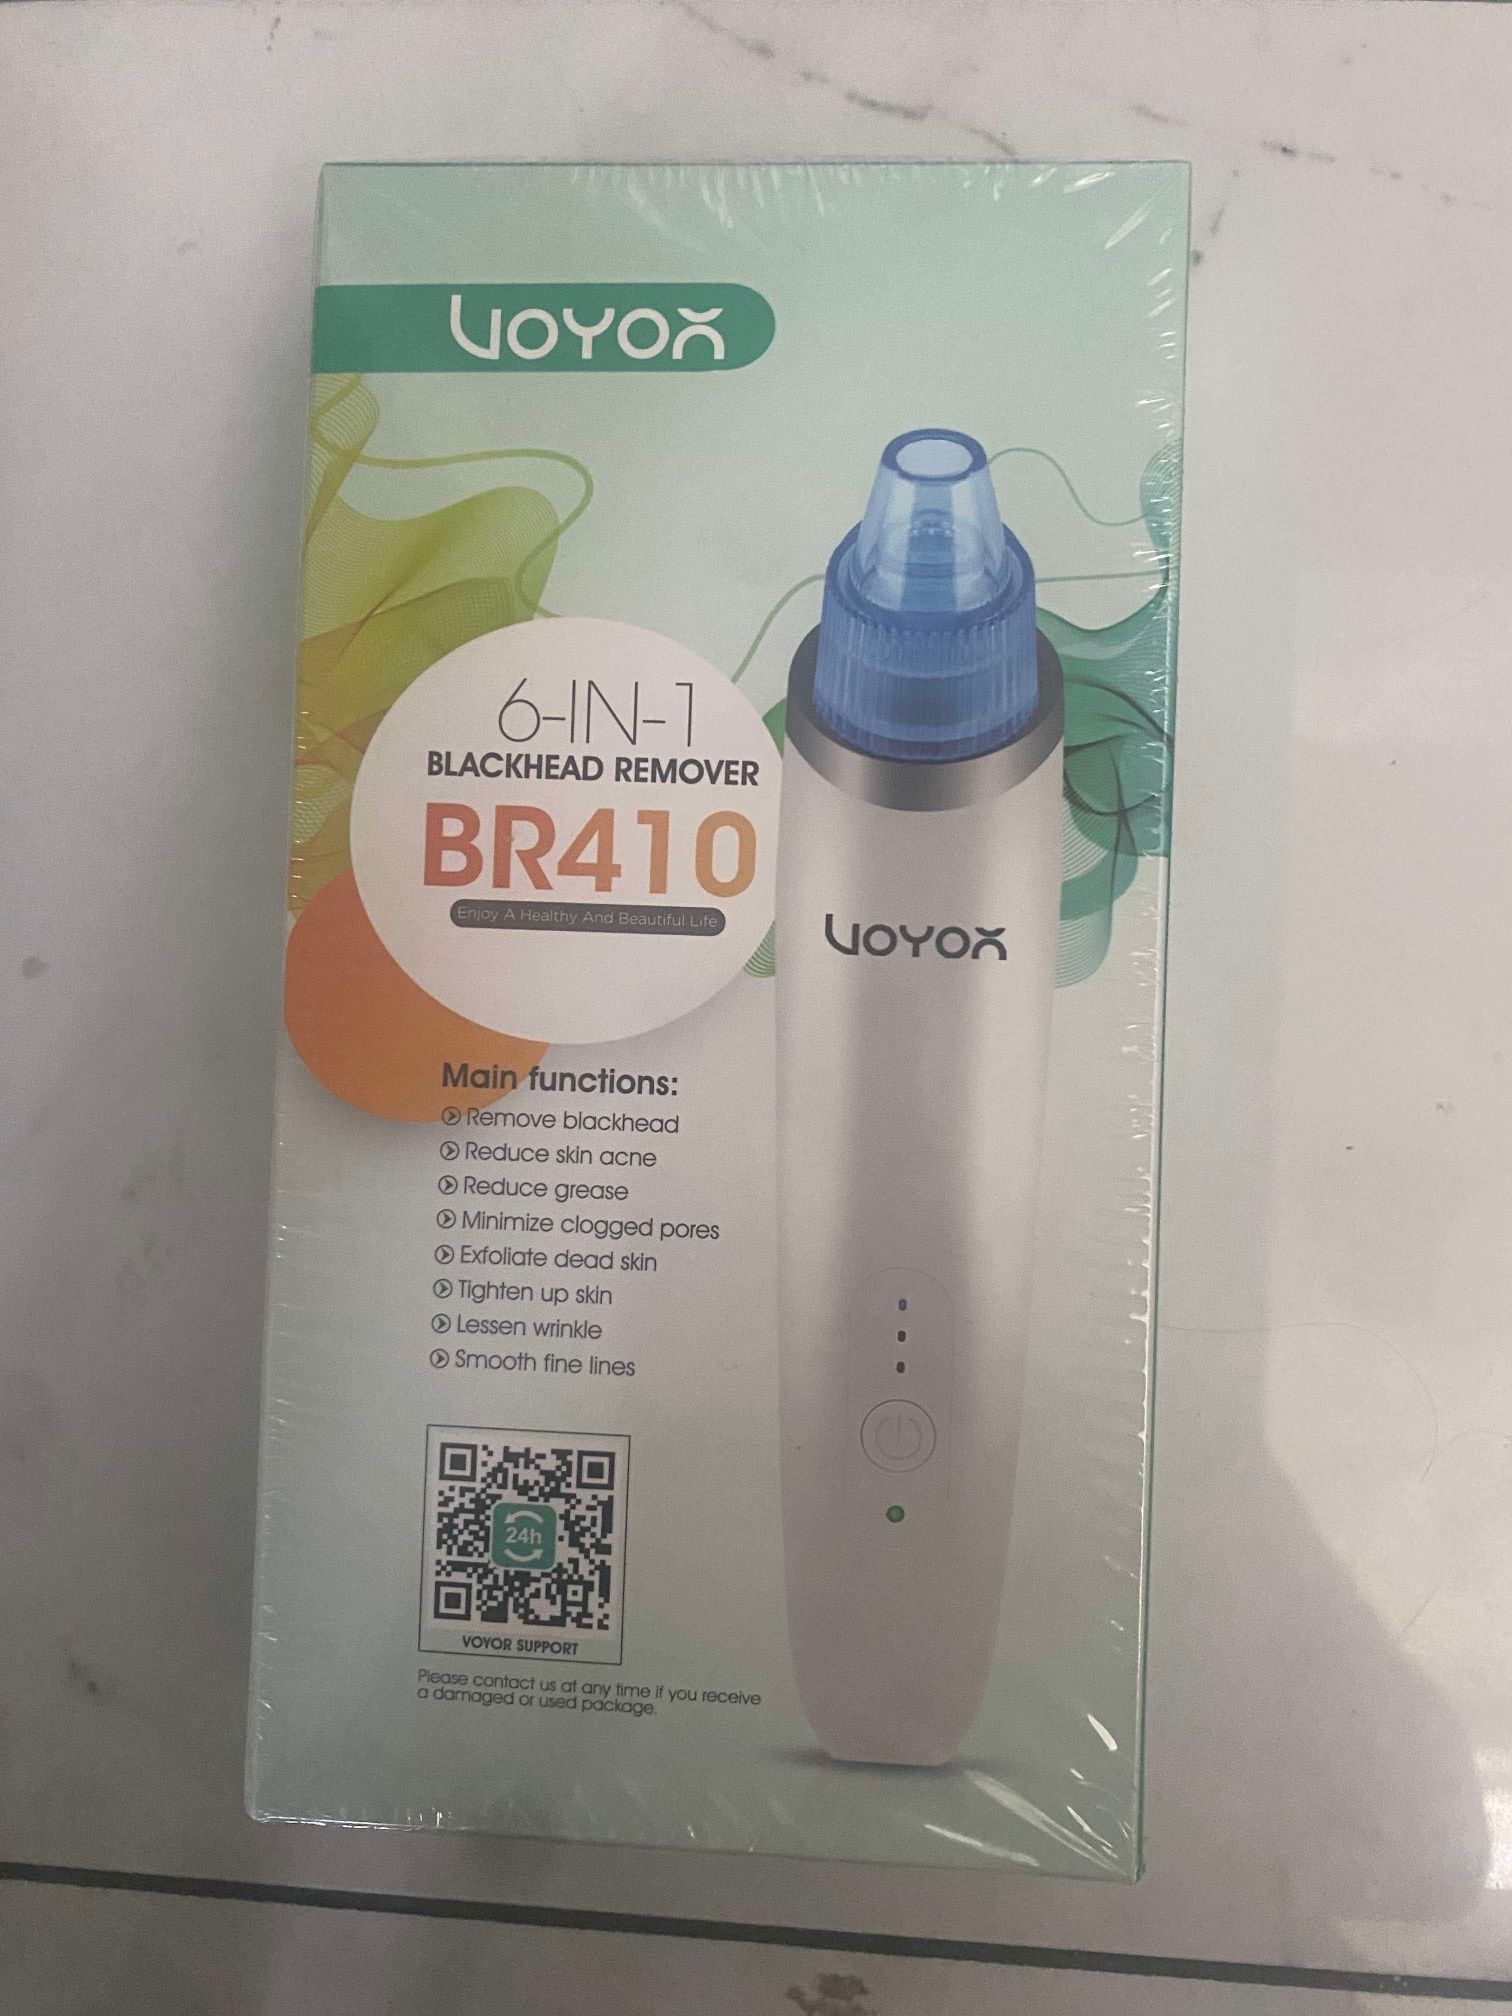 VOYOR
6-IN-1
BLACKHEAD REMOVER
BR410
Enjoy A Healthy And Beautiful Life
VOYOR
Main functions:
Remove blackhead
Reduce skin acne
Reduce grease
Minimize clogged pores
Exfoliate dead skin
Tighten up skin
Lessen wrinkle
Smooth fine lines
24h
VOYOR SUPPORT
Please contact us at any time if you receive
a damaged or used package.